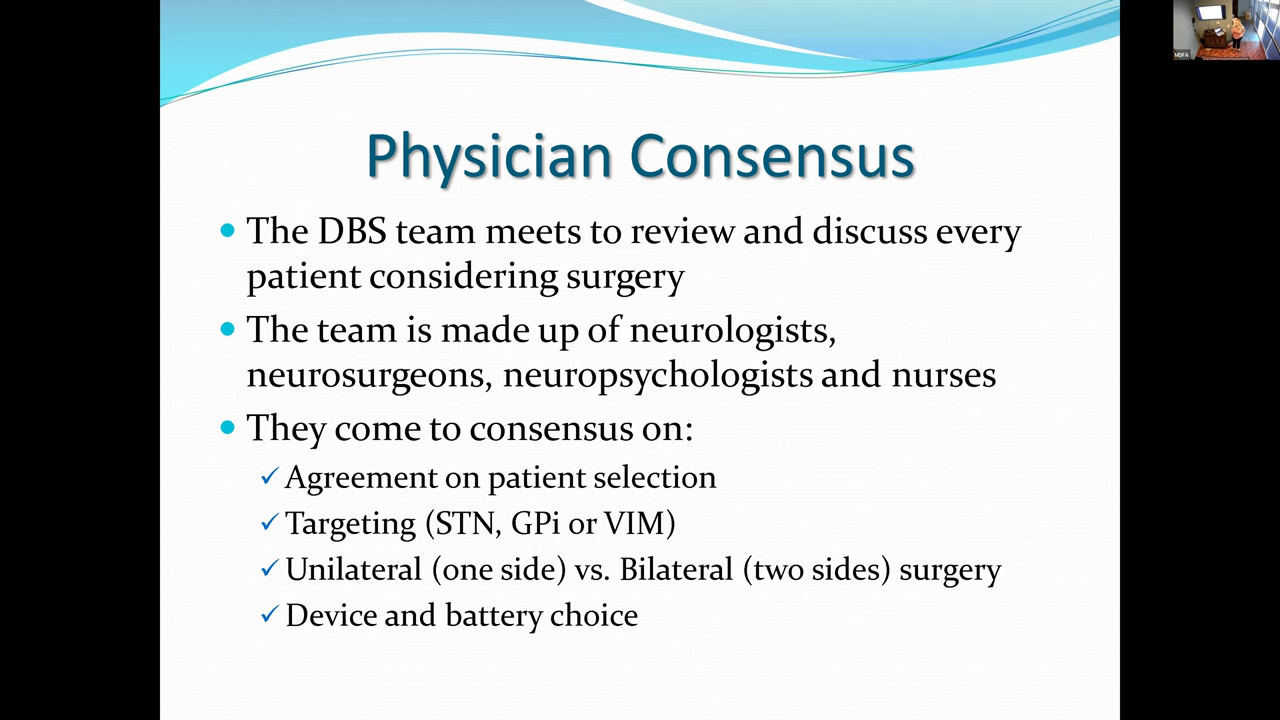 Physician Consensus
• The DBS team meets to review and discuss every
patient considering surgery
• The team is made up of neurologists,
neurosurgeons, neuropsychologists and nurses
• They come to consensus on:
✓ Agreement on patient selection
✓ Targeting (STN, GPi or VIM)
✓ Unilateral (one side) vs. Bilateral (two sides) surgery
✓ Device and battery choice
MDFA